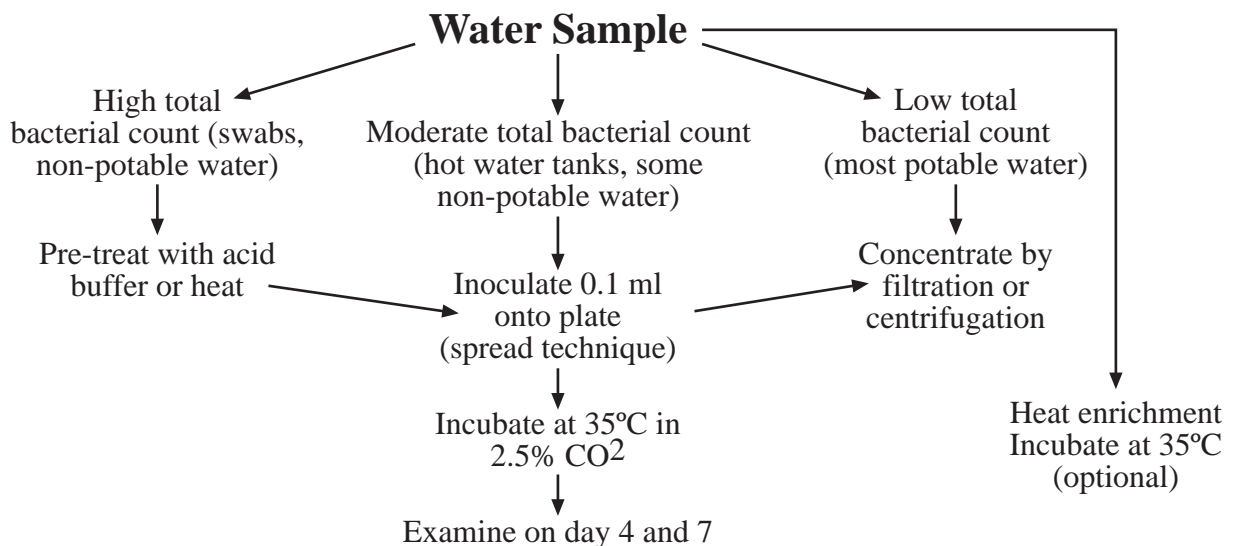 Water Sample
High total
bacterial count (swabs,
non-potable water)
Moderate total bacterial count
(hot water tanks, some
non-potable water)
Low total
bacterial count
(most potable water)
Pre-treat with acid
buffer or heat
Inoculate 0.1 ml
onto plate
(spread technique)
Concentrate by
filtration or
centrifugation
Incubate at 35ºC in
2.5% CO2
Heat enrichment
Incubate at 35ºC
(optional)
Examine on day 4 and 7